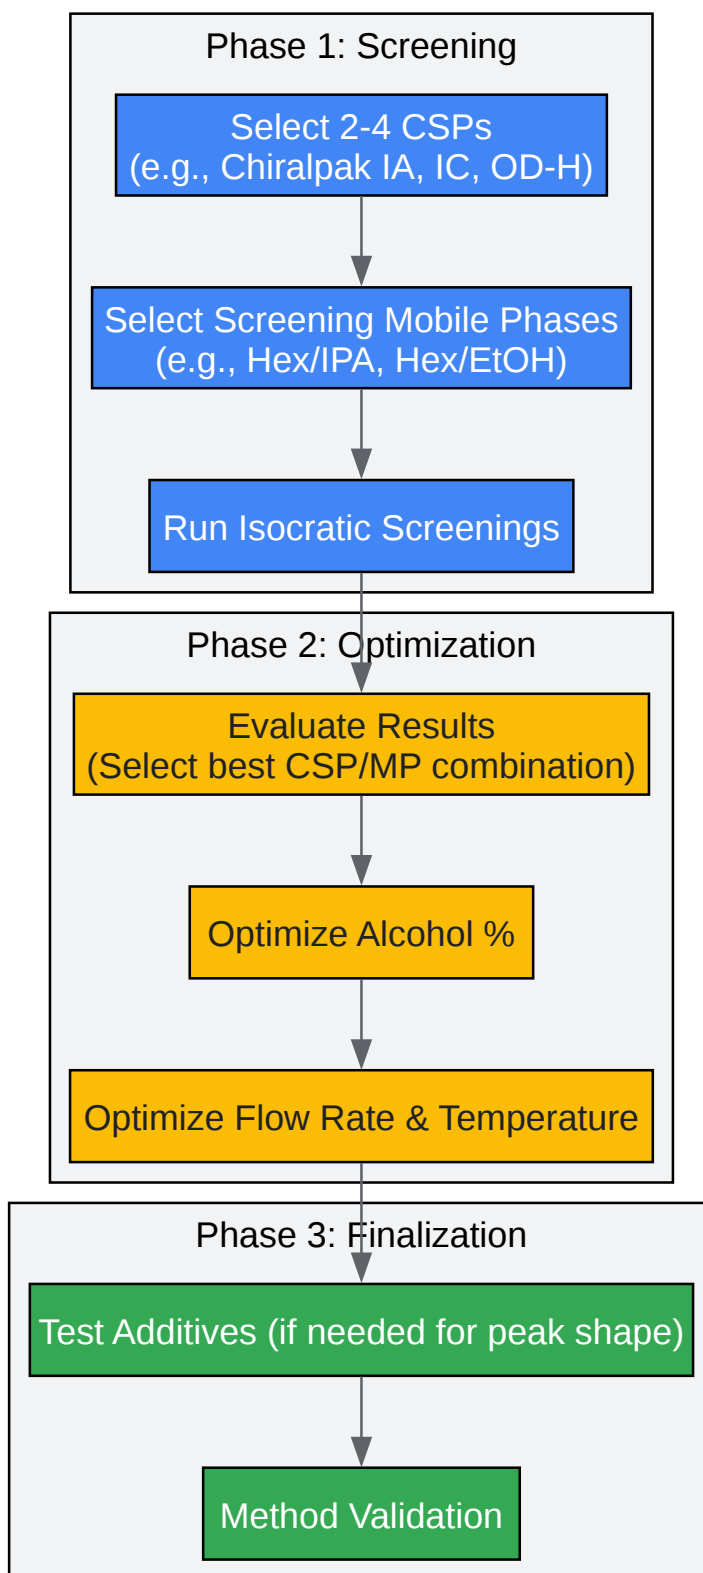 Phase 1: Screening
Select 2-4 CSPs
(e.g., Chiralpak IA, IC, OD-H)
Select Screening Mobile Phases
(e.g., Hex/IPA, Hex/EtOH)
Run Isocratic Screenings
Phase 2: Optimization
Evaluate Results
(Select best CSP/MP combination)
Optimize Alcohol %
Optimize Flow Rate & Temperature
Phase 3: Finalization
Test Additives (if needed for peak shape)
Method Validation